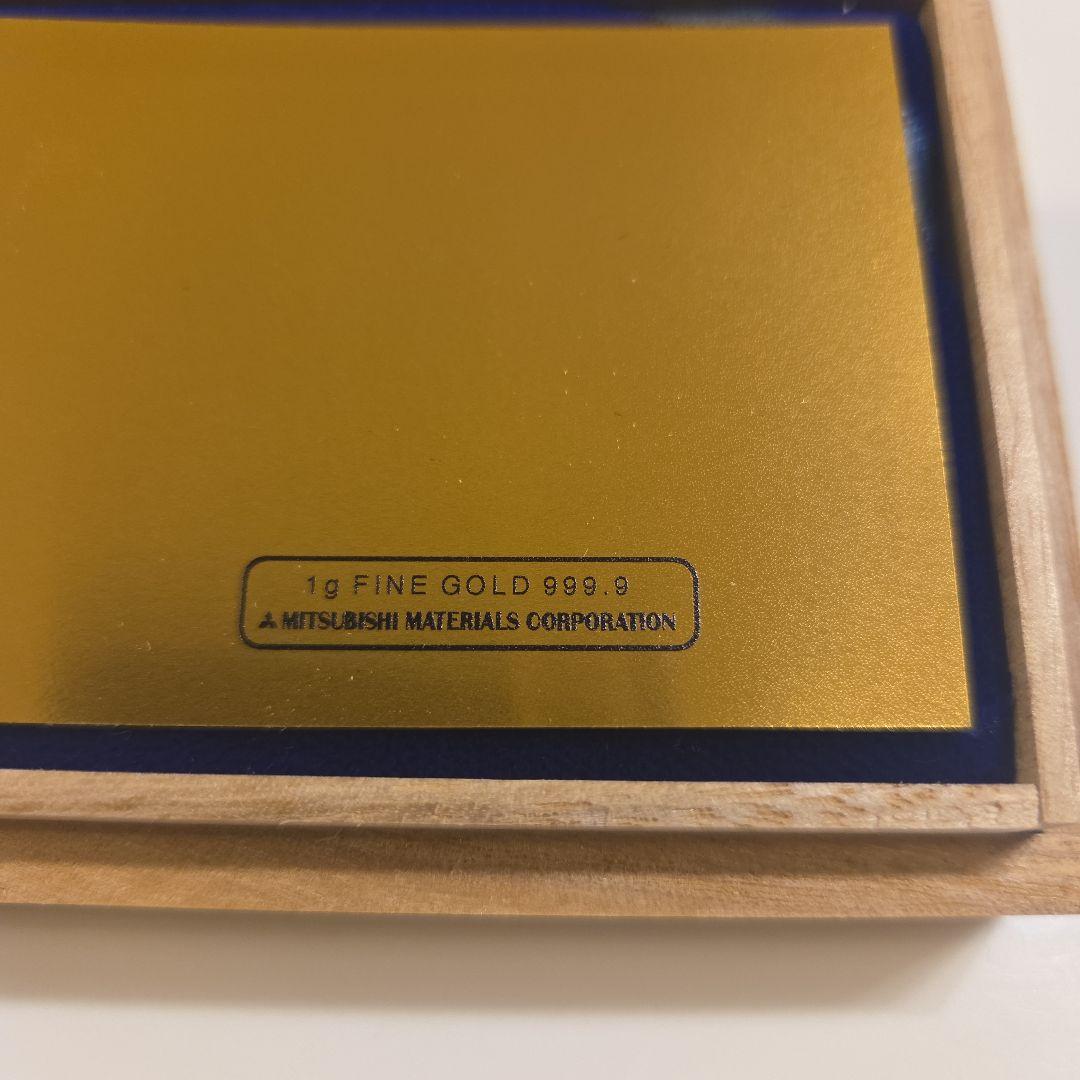 1g FINE GOLD 999.9
MITSUBISHI MATERIALS CORPORATION